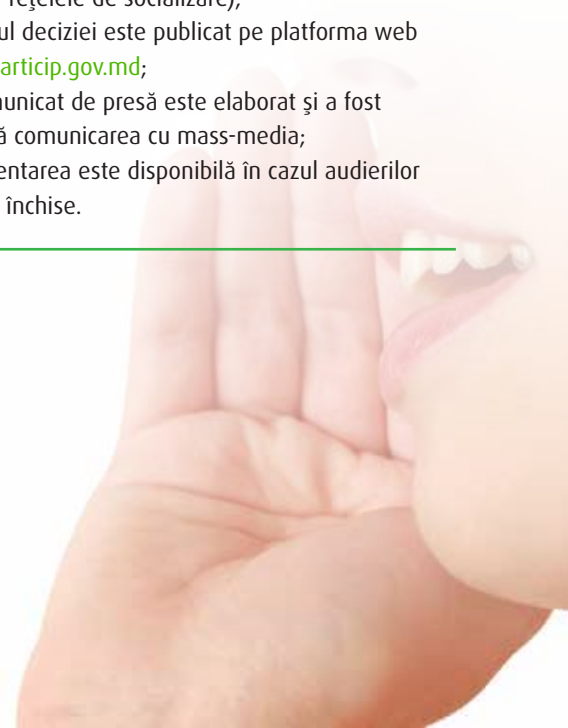 rețelele de socializare);
ul deciziei este publicat pe platforma web
articip.gov.md;
unicat de presă este elaborat și a fost
ă comunicarea cu mass-media;
entarea este disponibilă în cazul audierilor
închise.